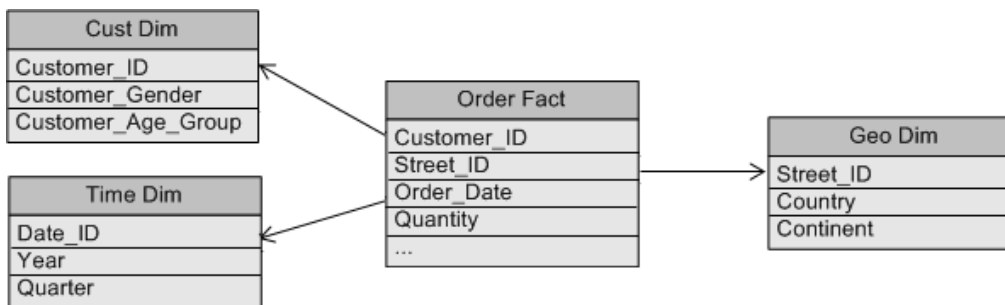 Cust Dim
Customer_ID
Customer_Gender
Customer_Age_Group
Time Dim
Date_ID
Year
Quarter
Order Fact
Customer_ID
Street_ID
Order_Date
Quantity
...
Geo Dim
Street_ID
Country
Continent